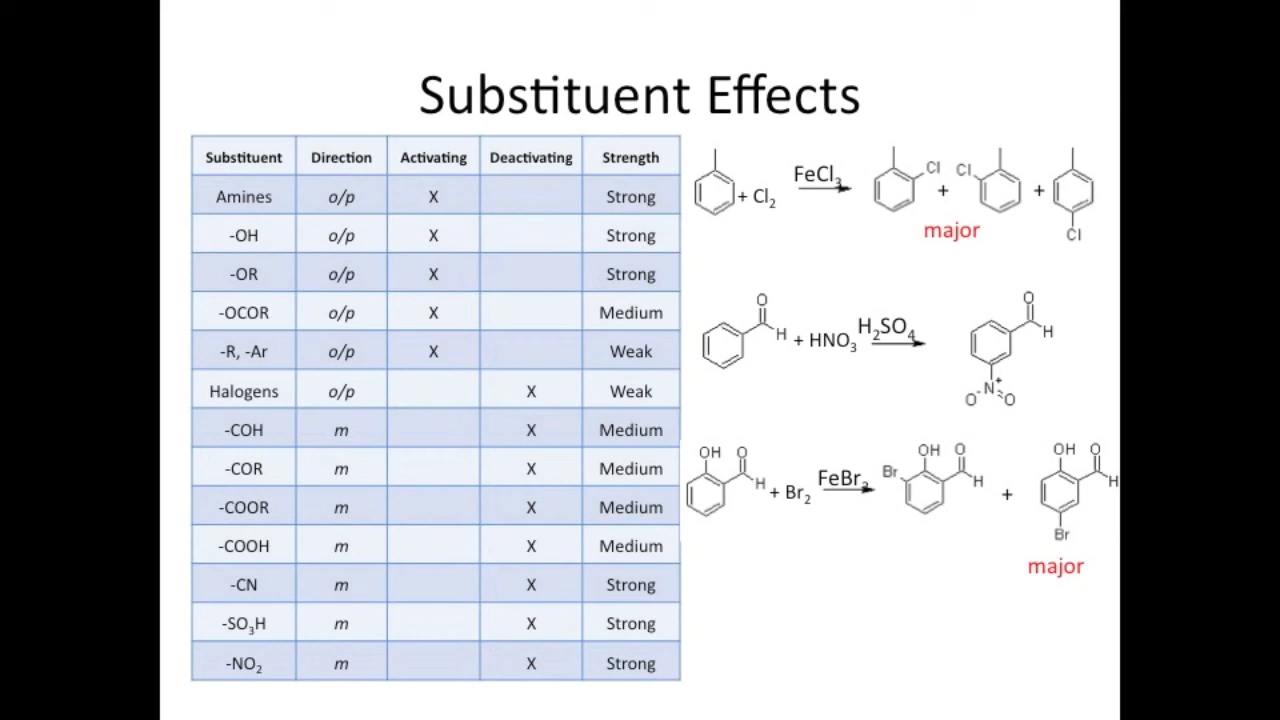 Substituent Effects
Substituent Direction Activating Deactivating Strength
Amines o/p X Strong
-OH o/p X Strong
-OR o/p X Strong
-OCOR o/p X Medium
-R, -Ar o/p X Weak
Halogens o/p X Weak
-COH m X Medium
-COR m X Medium
-COOR m X Medium
-COOH m X Medium
-CN m X Strong
-SO₃H m X Strong
-NO₂ m X Strong
+ Cl₂ FeCl₃ Cl + Cl + Cl
major
O H + HNO₃ H₂SO₄ O H N⁺ O⁻ O
OH O H + Br₂ FeBr₃ Br OH O H + OH O H Br
major